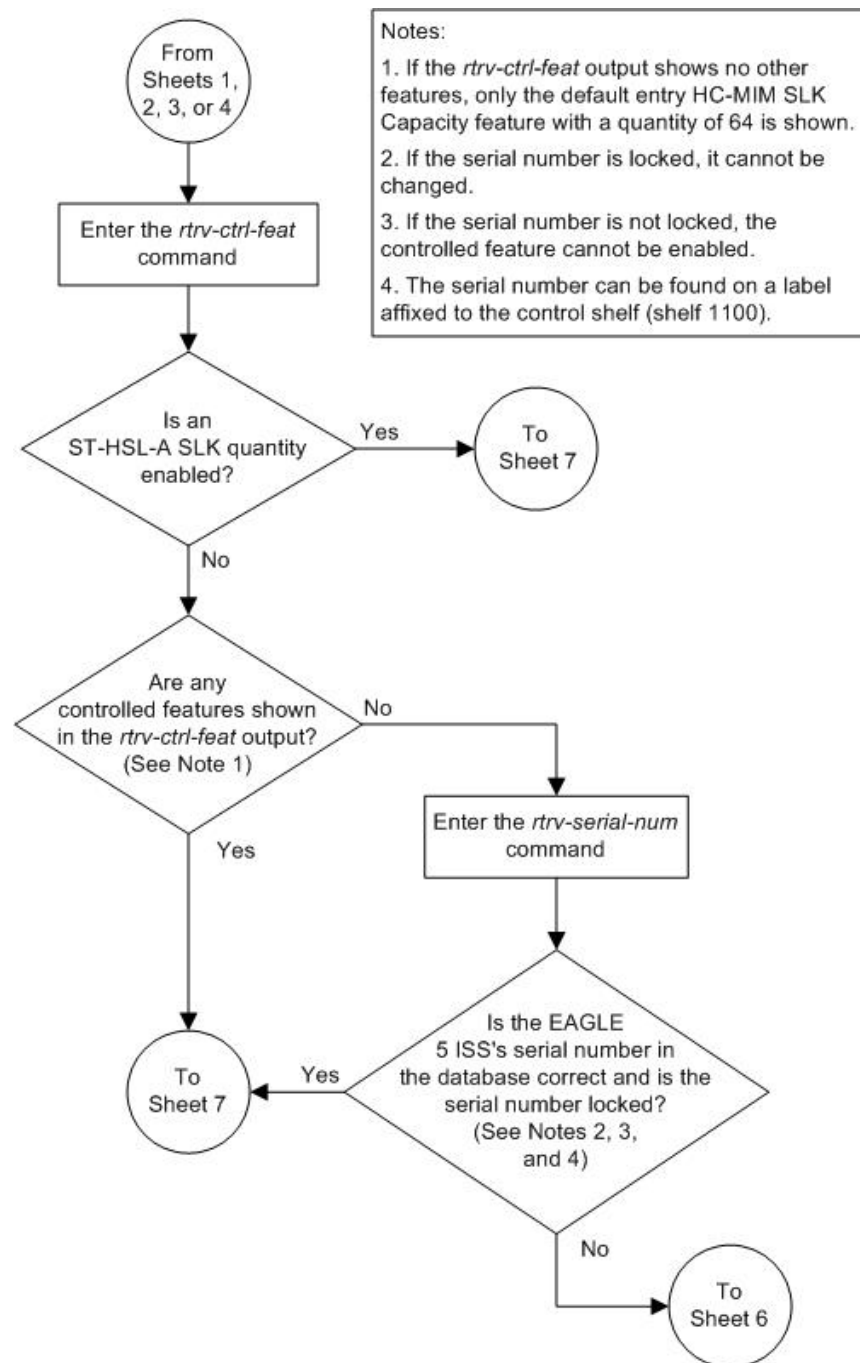 From
Sheets 1,
2, 3, or 4
Notes:
1. If the rtrv-ctrl-feat output shows no other
features, only the default entry HC-MIM SLK
Capacity feature with a quantity of 64 is shown.
2. If the serial number is locked, it cannot be
changed.
3. If the serial number is not locked, the
controlled feature cannot be enabled.
4. The serial number can be found on a label
affixed to the control shelf (shelf 1100).
Enter the rtrv-ctrl-feat
command
Is an
ST-HSL-A SLK quantity
enabled?
Yes
To
Sheet 7
No
Are any
controlled features shown
in the rtrv-ctrl-feat output?
(See Note 1)
No
Enter the rtrv-serial-num
command
Yes
Is the EAGLE
5 ISS's serial number in
the database correct and is the
serial number locked?
(See Notes 2, 3,
and 4)
Yes
To
Sheet 7
No
To
Sheet 6